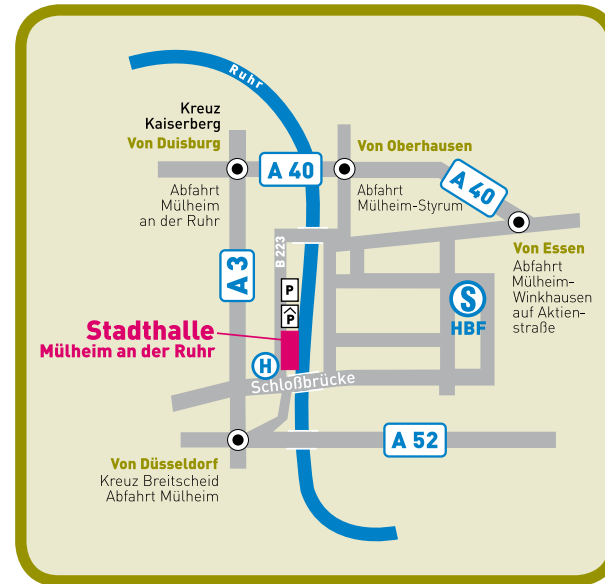 Ruhr
Kreuz
Kaiserberg
Von Duisburg
A 40
Von Oberhausen
Abfahrt
Mülheim
an der Ruhr
Abfahrt
Mülheim-Styrum
A 40
Von Essen
Abfahrt
Mülheim-
Winkhausen
auf Aktien-
straße
B 223
A3
P
P
S
HBF
Stadthalle
Mülheim an der Ruhr
H
Schloßbrücke
A 52
Von Düsseldorf
Kreuz Breitscheid
Abfahrt Mülheim